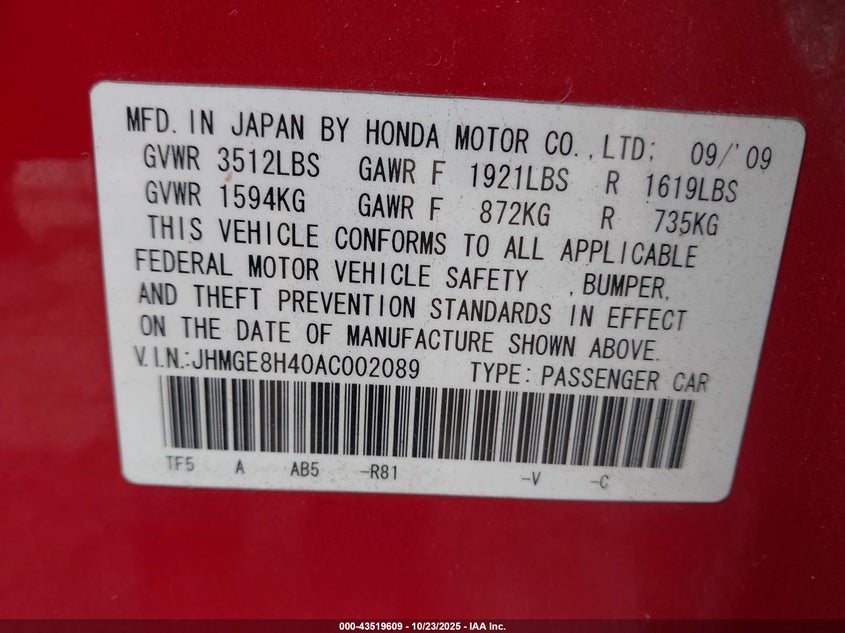 MFD. IN JAPAN BY HONDA MOTOR CO., LTD; 09/'09
GVWR 3512LBS GAWR F 1921LBS R 1619LBS
GVWR 1594KG GAWR F 872KG R 735KG
THIS VEHICLE CONFORMS TO ALL APPLICABLE
FEDERAL MOTOR VEHICLE SAFETY , BUMPER,
AND THEFT PREVENTION STANDARDS IN EFFECT
ON THE DATE OF MANUFACTURE SHOWN ABOVE.
V.I.N.:JHMGE8H40AC002089 TYPE: PASSENGER CAR
TF5 A AB5 -R81 -V -C
000-43519609 - 10/23/2025 - IAA Inc.